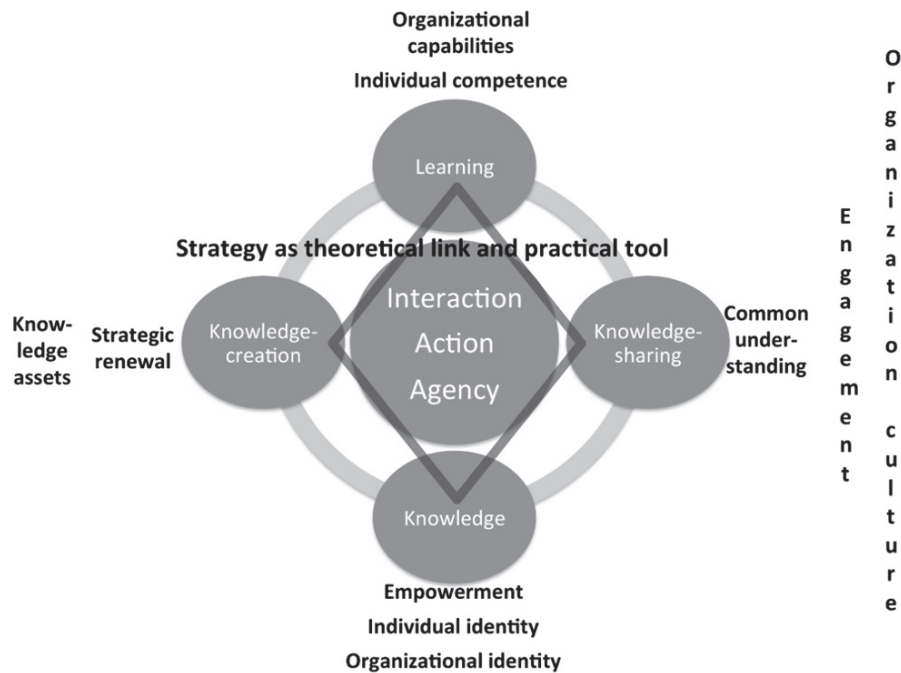 Organizational
capabilities
Individual competence
Learning
Strategy as theoretical link and practical tool
Interaction
Action
Agency
Know-
ledge
assets
Strategic
renewal
Knowledge-
creation
Knowledge-
sharing
Common
under-
standing
Knowledge
Empowerment
Individual identity
Organizational identity
Engagement
Organization culture